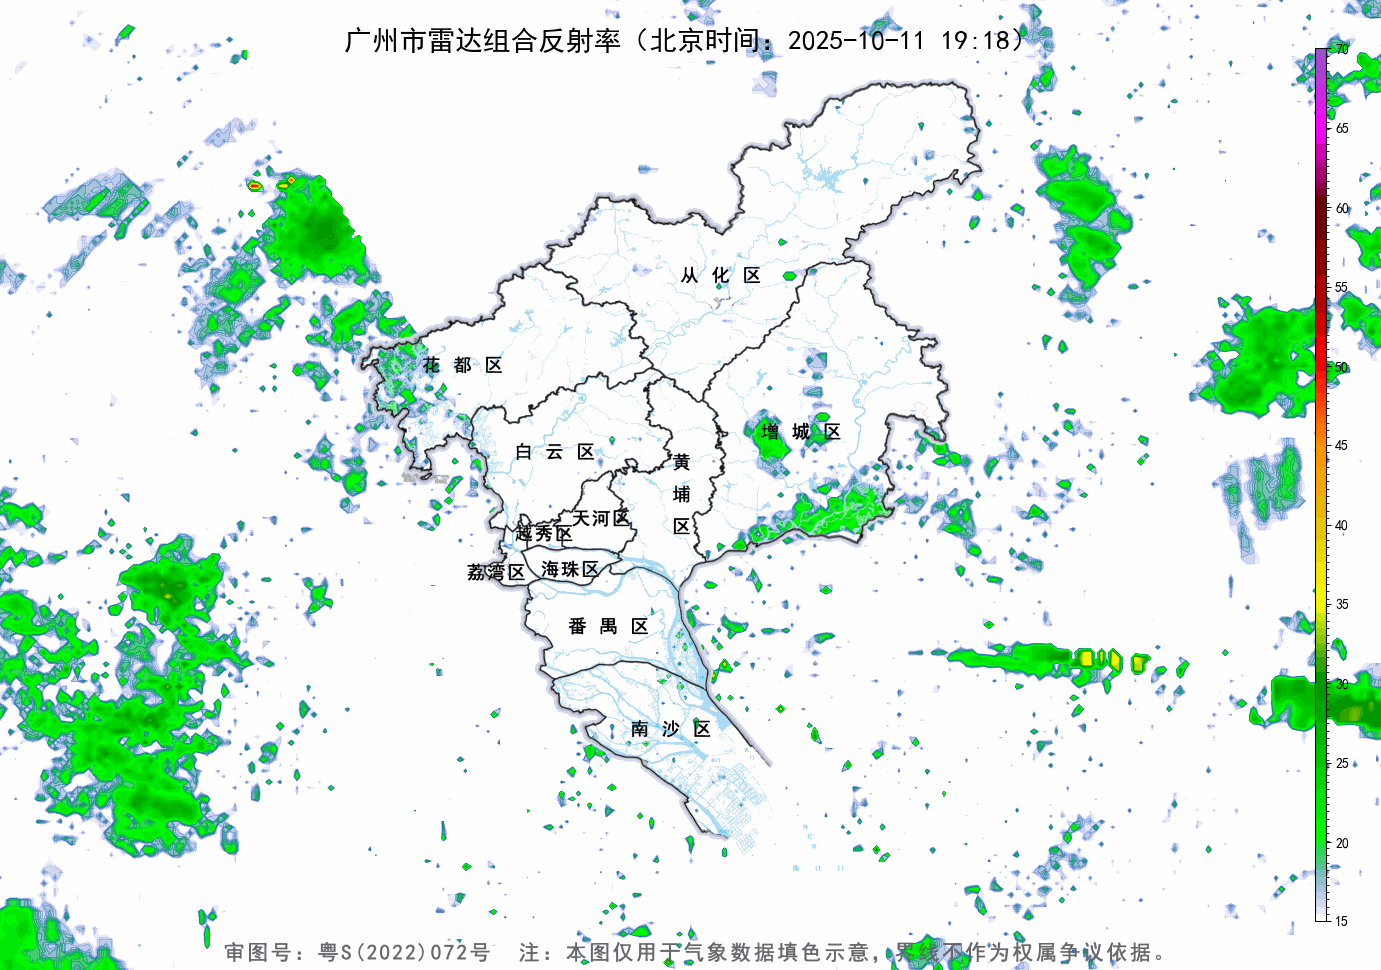 广州市雷达组合反射率（北京时间：2025-10-11 19:18）
70
65
60
55
50
45
40
35
30
25
20
15
从化区
花都区
增城区
白云区
黄埔区
天河区
越秀区
荔湾区
海珠区
番禺区
南沙区
审图号：粤S(2022)072号 注：本图仅用于气象数据填色示意，界线不作为权属争议依据。